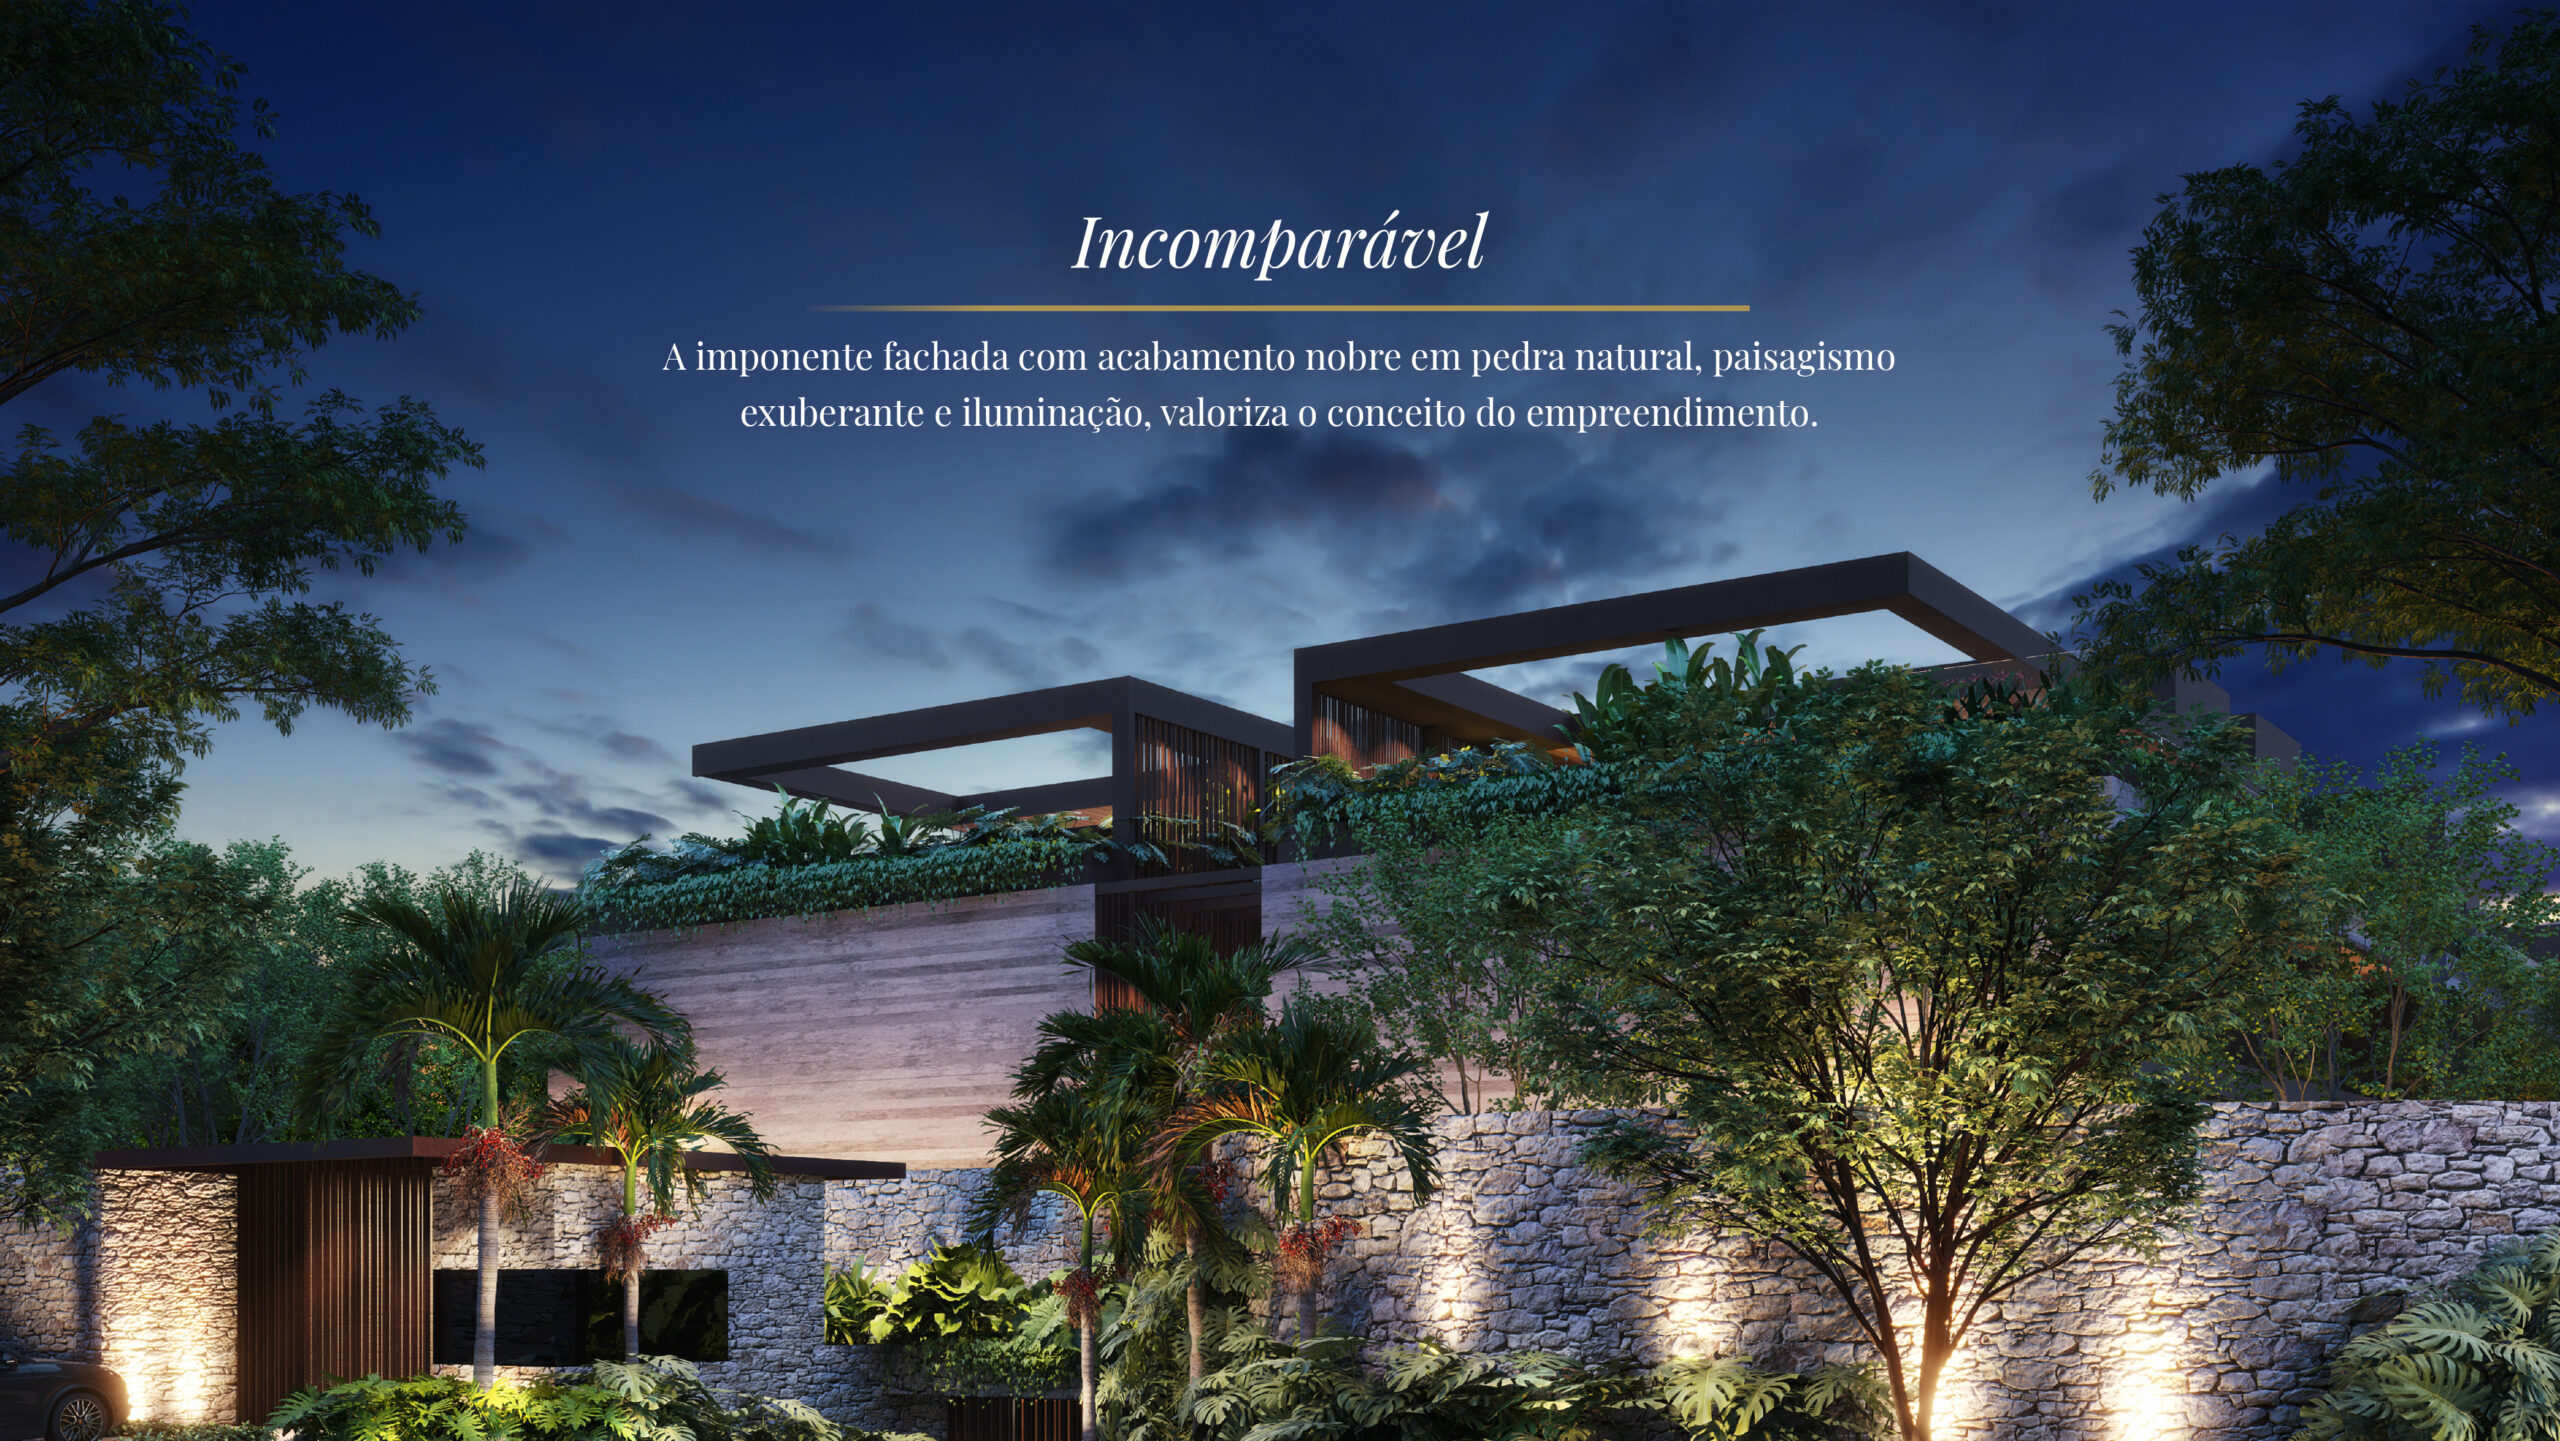 Incomparável
A imponente fachada com acabamento nobre em pedra natural, paisagismo
exuberante e iluminação, valoriza o conceito do empreendimento.